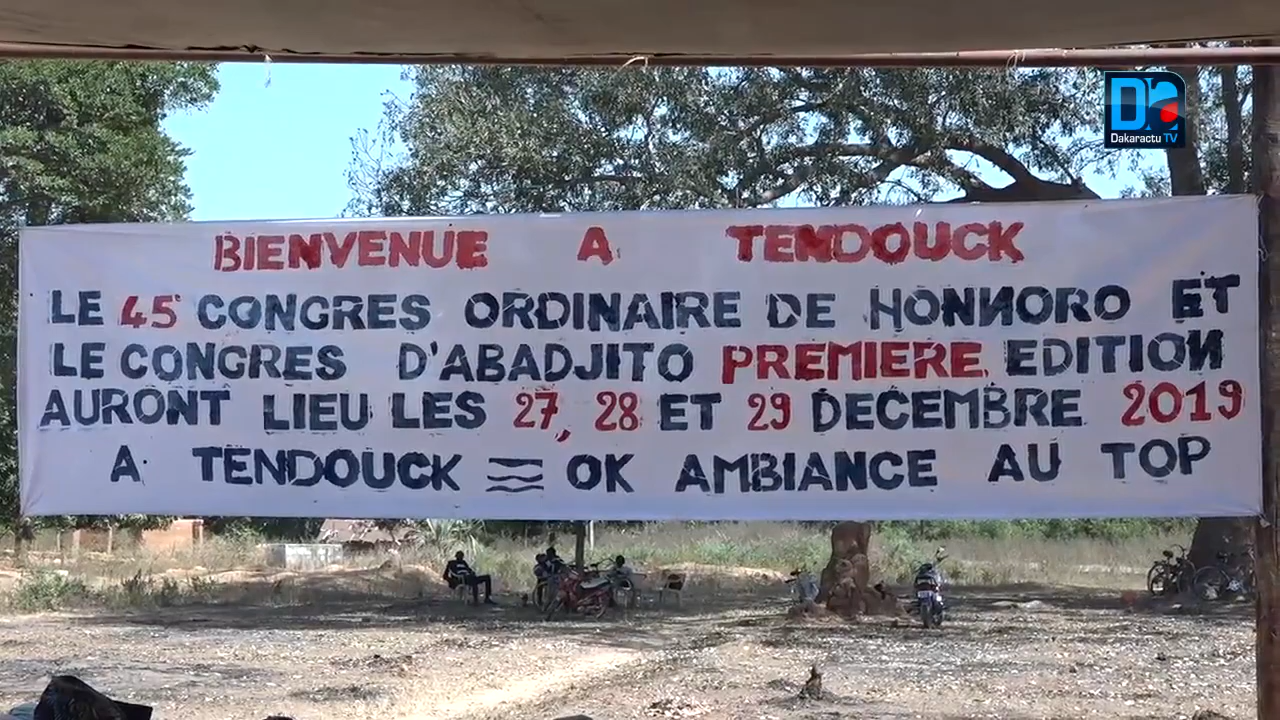 Dakaractu TV
BIENVENUE A TENDOUCK
LE 45 CONGRES ORDINAIRE DE HONNORO ET
LE CONGRES D'ABADJITO PREMIERE EDITION
AURONT LIEU LES 27, 28 ET 29 DECEMBRE 2019
A TENDOUCK = OK AMBIANCE AU TOP